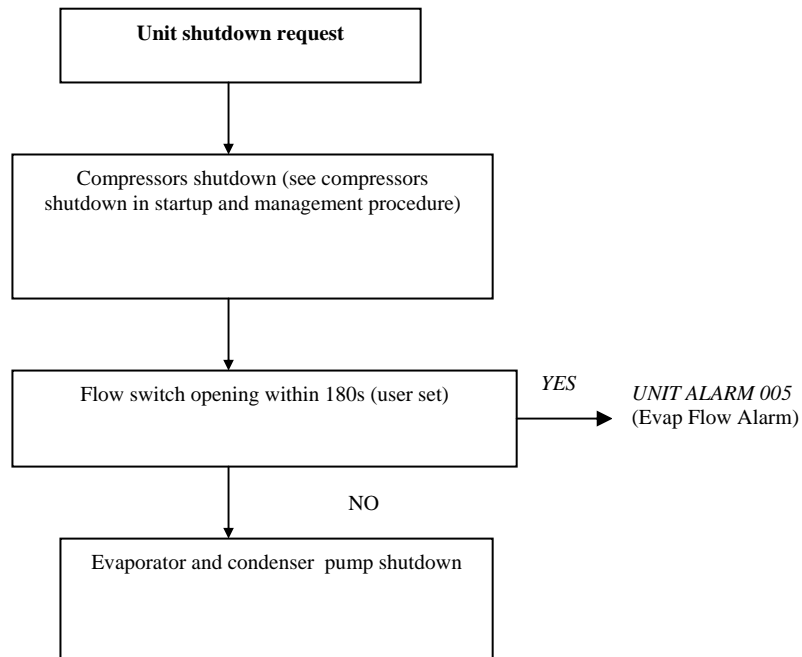 Unit shutdown request
Compressors shutdown (see compressors
shutdown in startup and management procedure)
Flow switch opening within 180s (user set)
YES
UNIT ALARM 005
(Evap Flow Alarm)
NO
Evaporator and condenser  pump shutdown